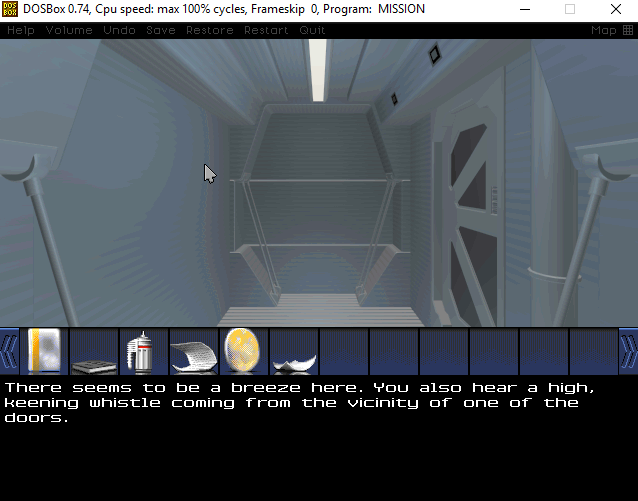 DOS
BOX
DOSBox 0.74, Cpu speed: max 100% cycles, Frameskip 0, Program: MISSION
Help Volume Undo Save Restore Restart Quit Map
There seems to be a breeze here. You also hear a high,
keening whistle coming from the vicinity of one of the
doors.